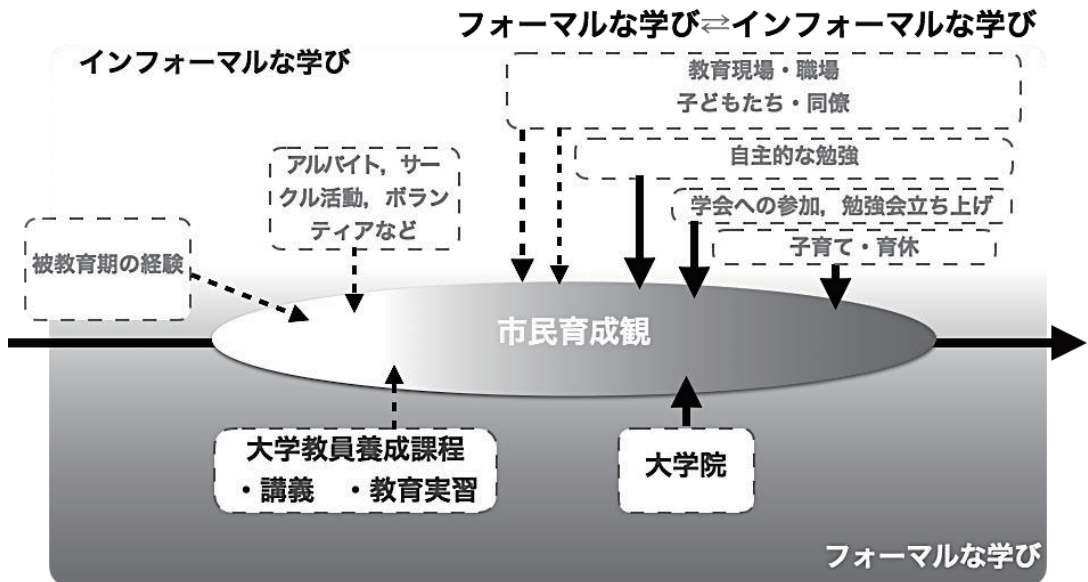 フォーマルな学び⇄インフォーマルな学び
インフォーマルな学び
教育現場・職場
子どもたち・同僚
自主的な勉強
アルバイト，サー
クル活動，ボラン
ティアなど
学会への参加，勉強会立ち上げ
子育て・育休
被教育期の経験
市民育成観
大学教員養成課程
・講義　・教育実習
大学院
フォーマルな学び